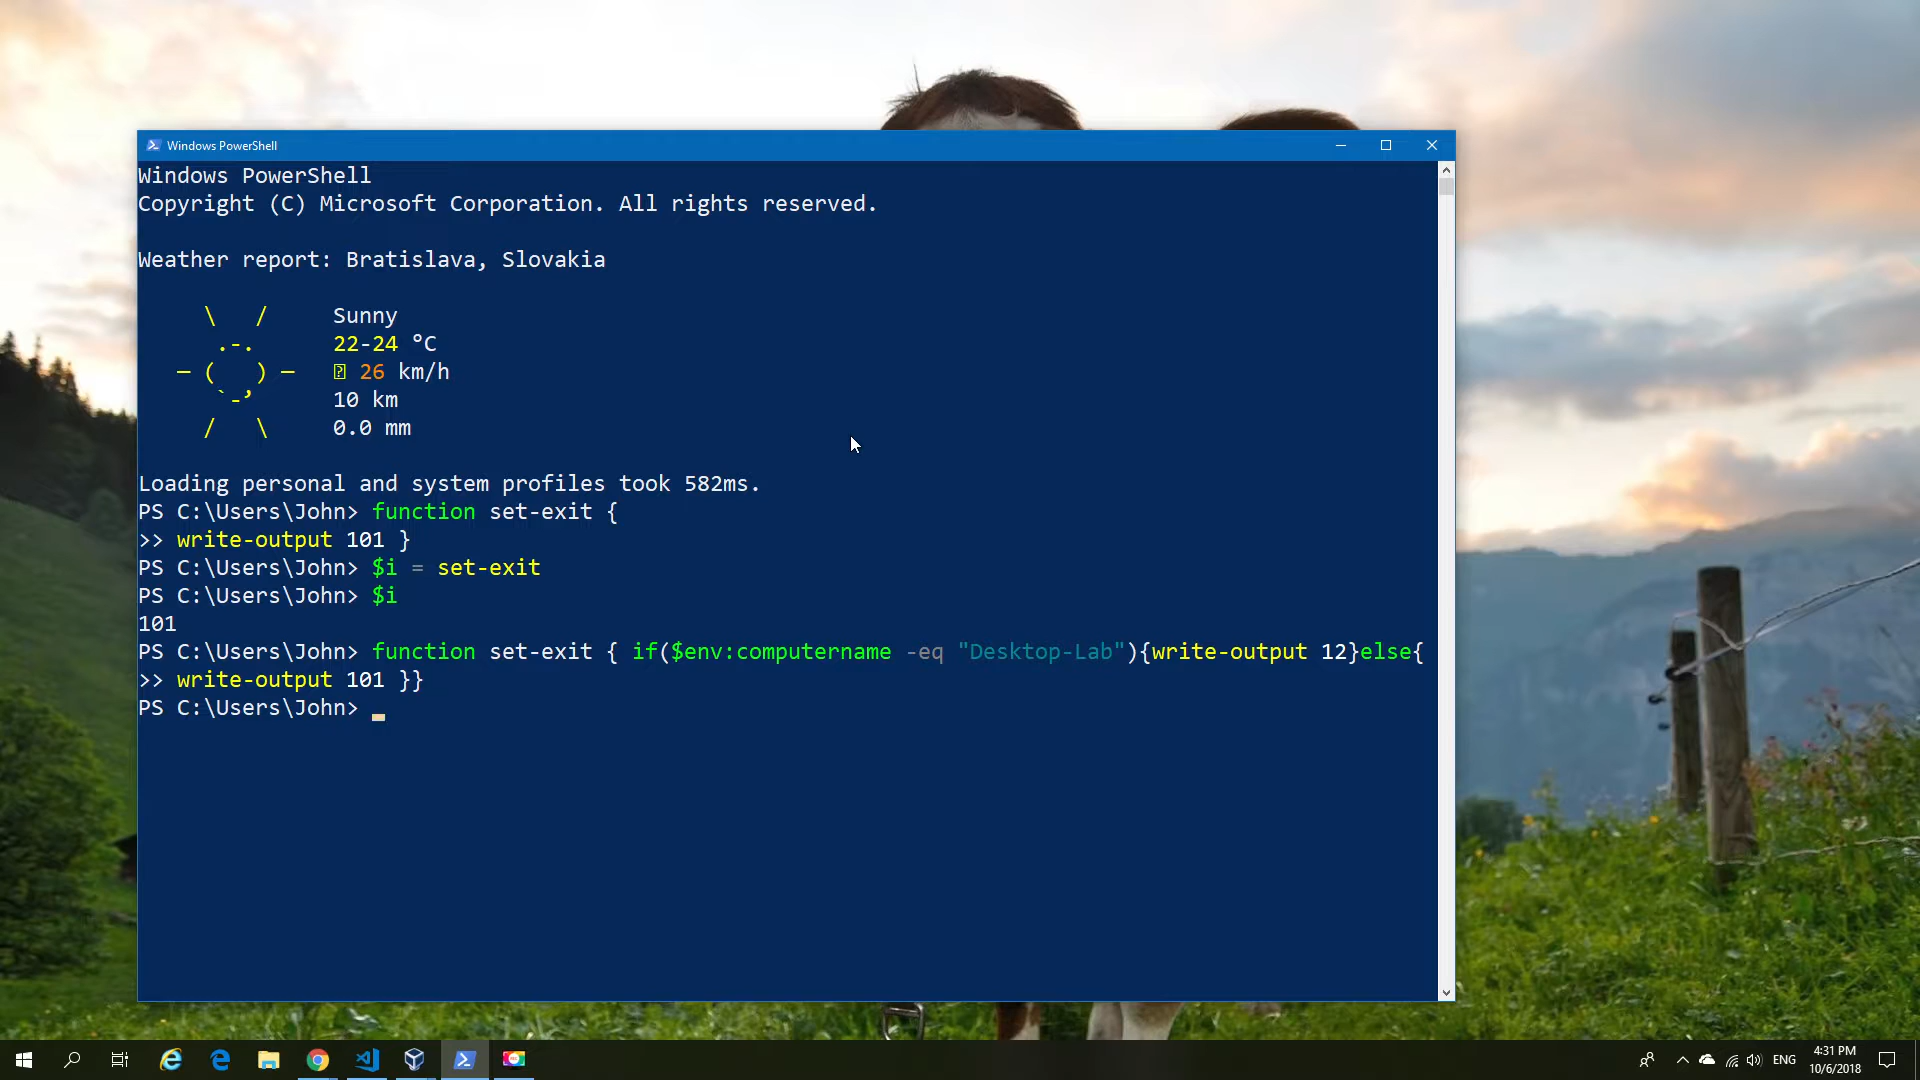 Windows PowerShell
Windows PowerShell
Copyright (C) Microsoft Corporation. All rights reserved.
Weather report: Bratislava, Slovakia
\   /     Sunny
.-.      22-24 °C
― (   ) ―   26 km/h
`-’      10 km
/   \     0.0 mm
Loading personal and system profiles took 582ms.
PS C:\Users\John> function set-exit {
>> write-output 101 }
PS C:\Users\John> $i = set-exit
PS C:\Users\John> $i
101
PS C:\Users\John> function set-exit { if($env:computername -eq "Desktop-Lab"){write-output 12}else{
>> write-output 101 }}
PS C:\Users\John>
ENG
4:31 PM
10/6/2018